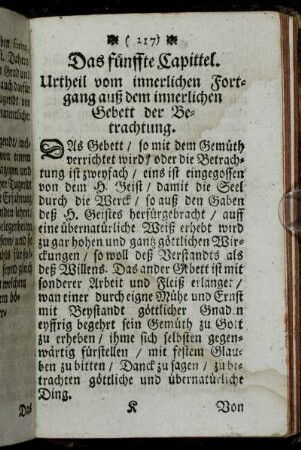 ( 217 )
Das fünffte Capittel.
Urtheil vom innerlichen Fort-
gang auß dem innerlichen
Gebett der Be-
trachtung.
DAs Gebett / so mit dem Gemüth
verrichtet wird / oder die Betrach-
tung ist zweyfach / eins ist eingegossen
von dem H. Geist / damit die Seel
durch die Werck / so auß den Gaben
deß H. Geistes herfürgebracht / auff
eine übernatürliche Weiß erhebt wird
zu gar hohen und gantz göttlichen Wir-
ckungen / so woll deß Verstandts als
deß Willens. Das ander Gebett ist mit
sonderer Arbeit und Fleiß erlanget /
wan einer durch eigne Mühe und Ernst
mit Beystandt göttlicher Gnaden
eyffrig begehrt sein Gemüth zu Gott
zu erheben / ihme sich selbsten gegen-
wärtig fürstellen / mit festem Glau-
ben zu bitten / Danck zu sagen / zu be-
trachten göttliche und übernatürliche
Ding.
K Von